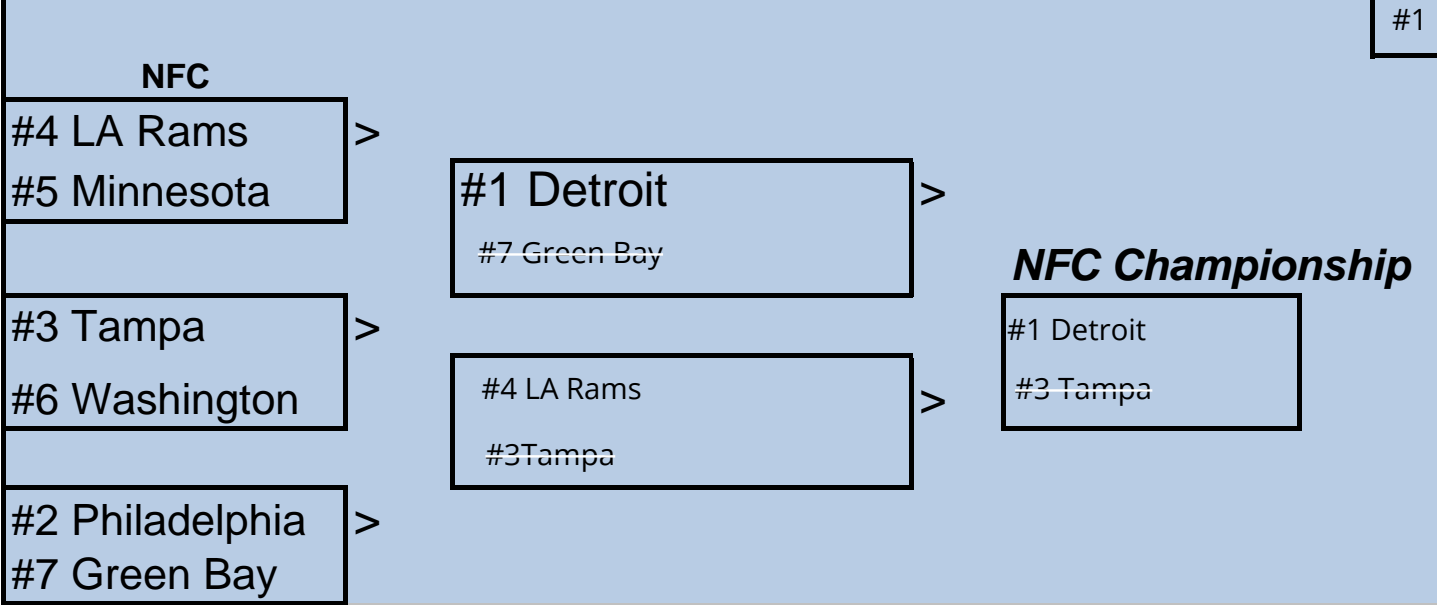 #1
NFC
#4 LA Rams >
#5 Minnesota
#1 Detroit >
#7 Green Bay
NFC Championship
#3 Tampa >
#6 Washington
#1 Detroit
#3 Tampa
#4 LA Rams >
#3Tampa
#2 Philadelphia >
#7 Green Bay